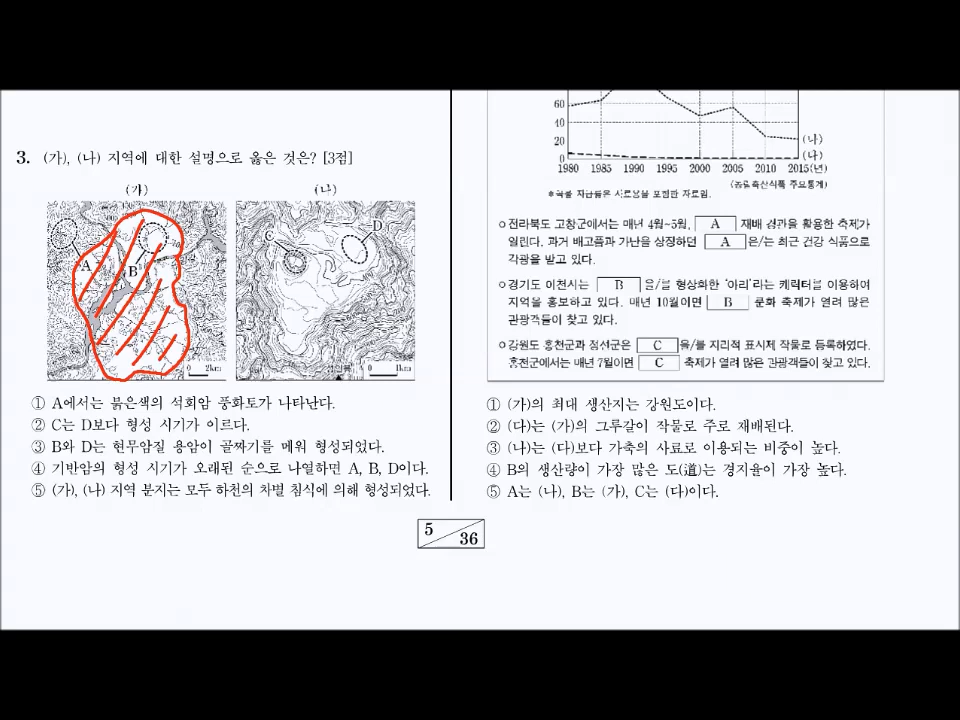 3. (가), (나) 지역에 대한 설명으로 옳은 것은? [3점]
(가)
(나)
A
B
0 2km
C
D
0 1km
① A에서는 붉은색의 석회암 풍화토가 나타난다.
② C는 D보다 형성 시기가 이르다.
③ B와 D는 현무암질 용암이 골짜기를 메워 형성되었다.
④ 기반암의 형성 시기가 오래된 순으로 나열하면 A, B, D이다.
⑤ (가), (나) 지역 분지는 모두 하천의 차별 침식에 의해 형성되었다.
60
40
20
0
(나)
(다)
1980 1985 1990 1995 2000 2005 2010 2015(년)
(농림축산식품 주요통계)
※곡물 자급률은 사료용을 포함한 자료임.
○전라북도 고창군에서는 매년 4월~5월, A 재배 경관을 활용한 축제가
열린다. 과거 배고픔과 가난을 상징하던 A 은/는 최근 건강 식품으로
각광을 받고 있다.
○경기도 이천시는 B 을/를 형상화한 '아리'라는 캐릭터를 이용하여
지역을 홍보하고 있다. 매년 10월이면 B 문화 축제가 열려 많은
관광객들이 찾고 있다.
○강원도 홍천군과 정선군은 C 을/를 지리적 표시제 작물로 등록하였다.
홍천군에서는 매년 7월이면 C 축제가 열려 많은 관광객들이 찾고 있다.
① (가)의 최대 생산지는 강원도이다.
② (다)는 (가)의 그루갈이 작물로 주로 재배된다.
③ (나)는 (다)보다 가축의 사료로 이용되는 비중이 높다.
④ B의 생산량이 가장 많은 도(道)는 경지율이 가장 높다.
⑤ A는 (나), B는 (가), C는 (다)이다.
5
36